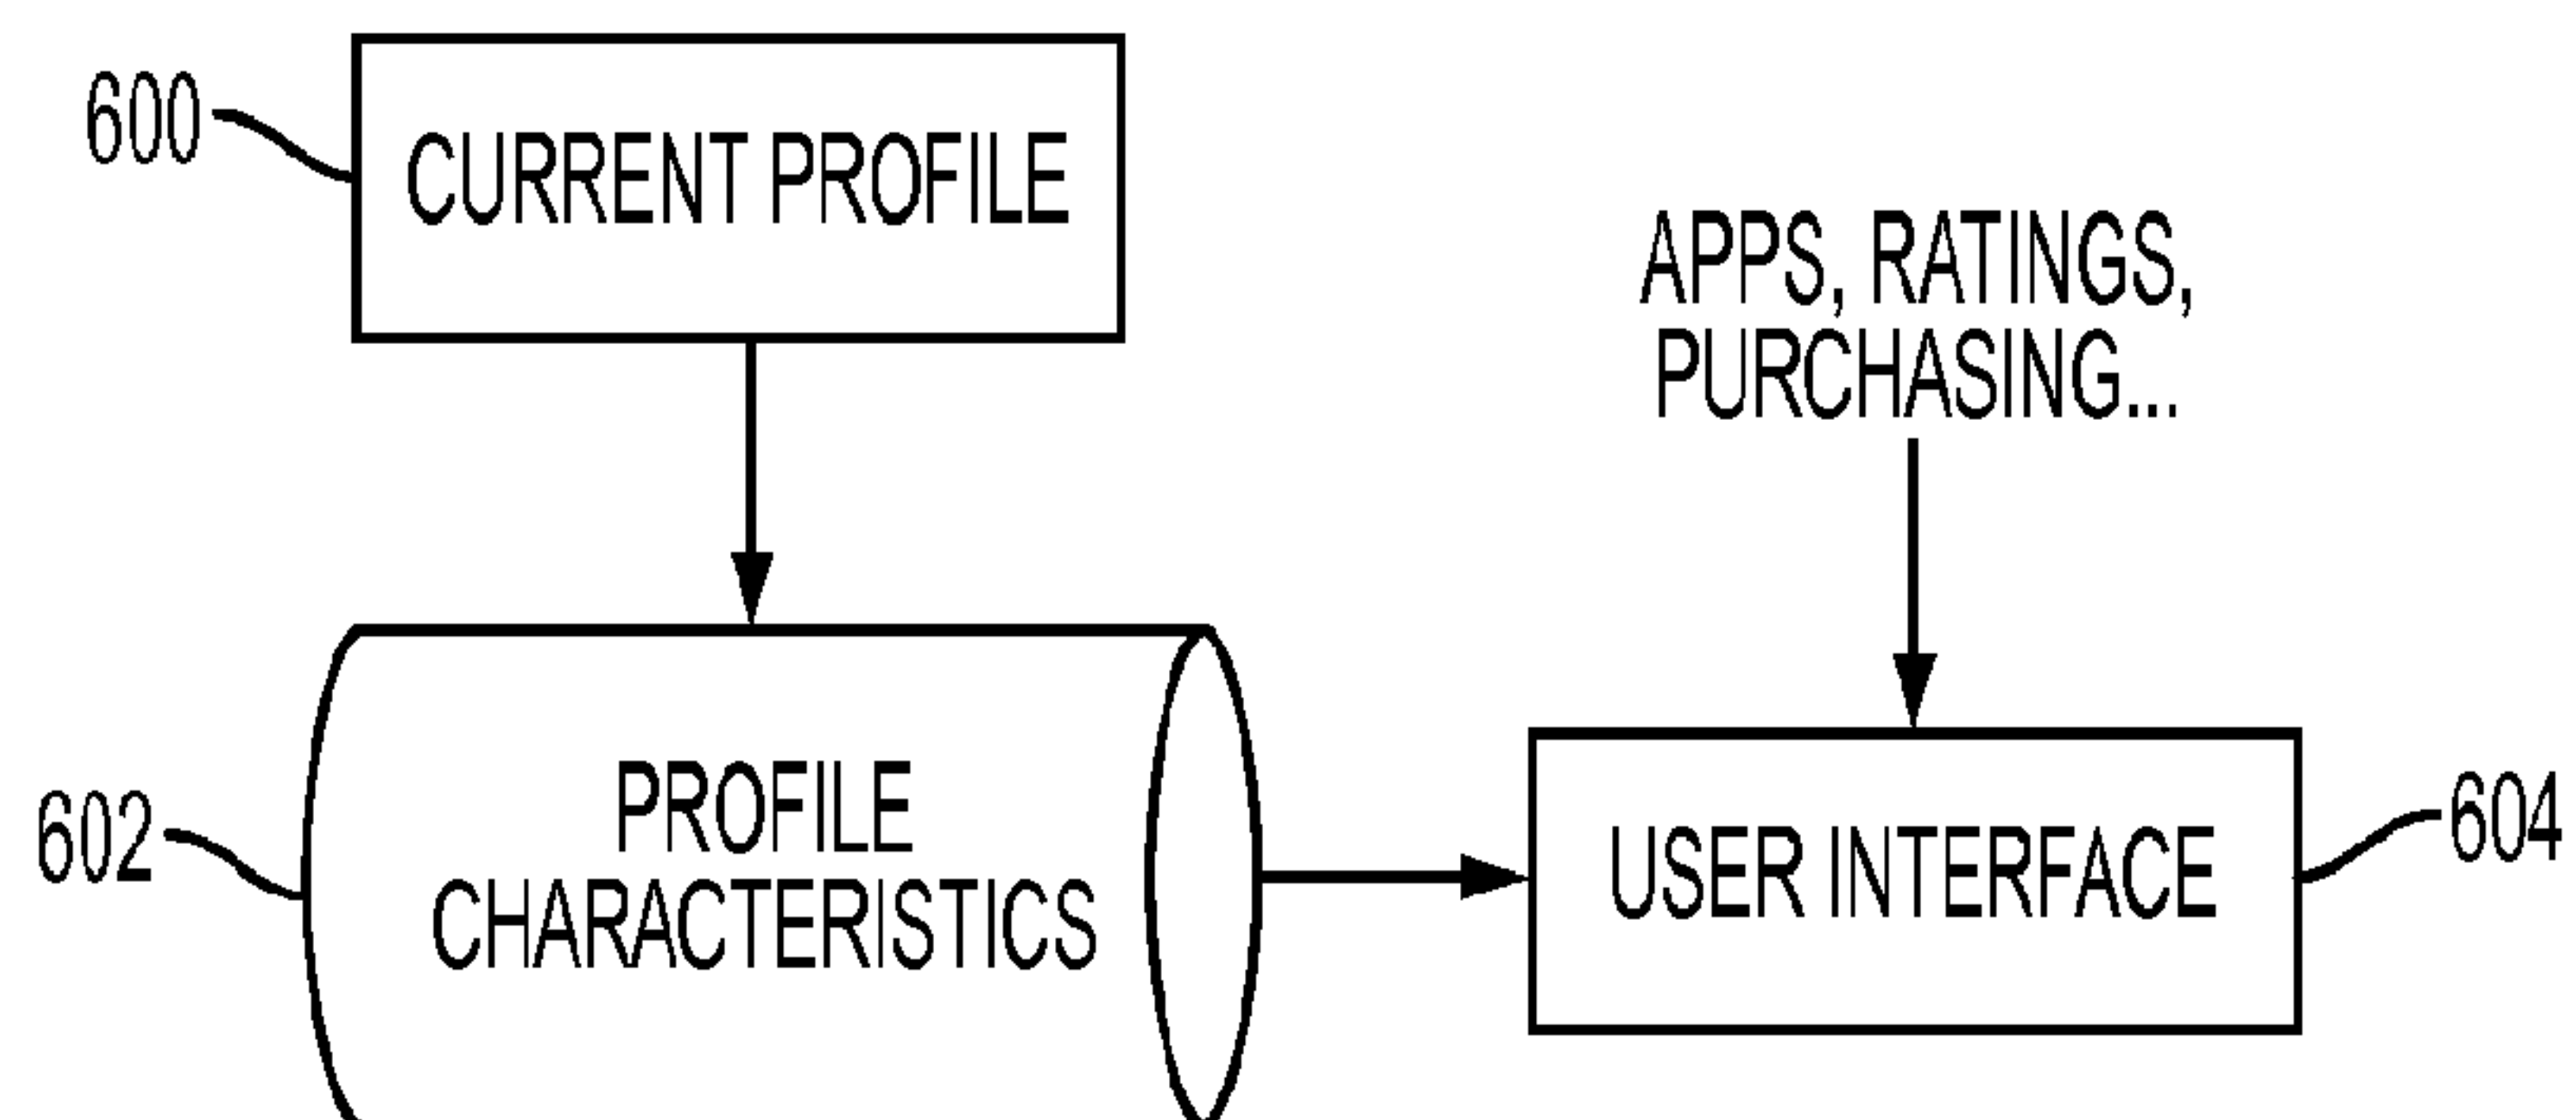 600
CURRENT PROFILE
APPS, RATINGS,
PURCHASING...
602
PROFILE
CHARACTERISTICS
USER INTERFACE
604